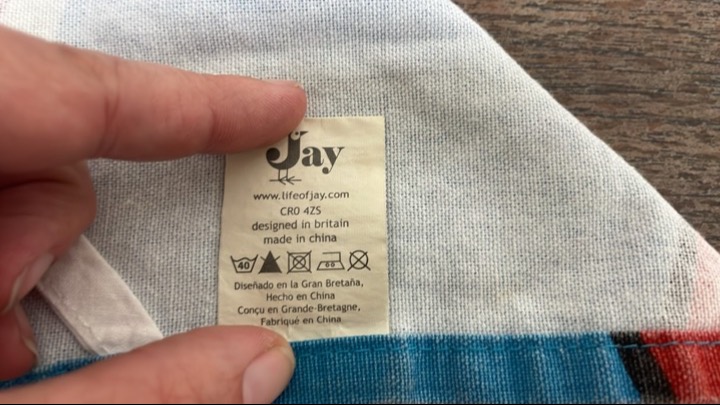 Jay
www.lifeofjay.com
CR0 4ZS
designed in britain
made in china
40
Diseñado en la Gran Bretaña,
Hecho en China
Conçu en Grande-Bretagne,
Fabriqué en China